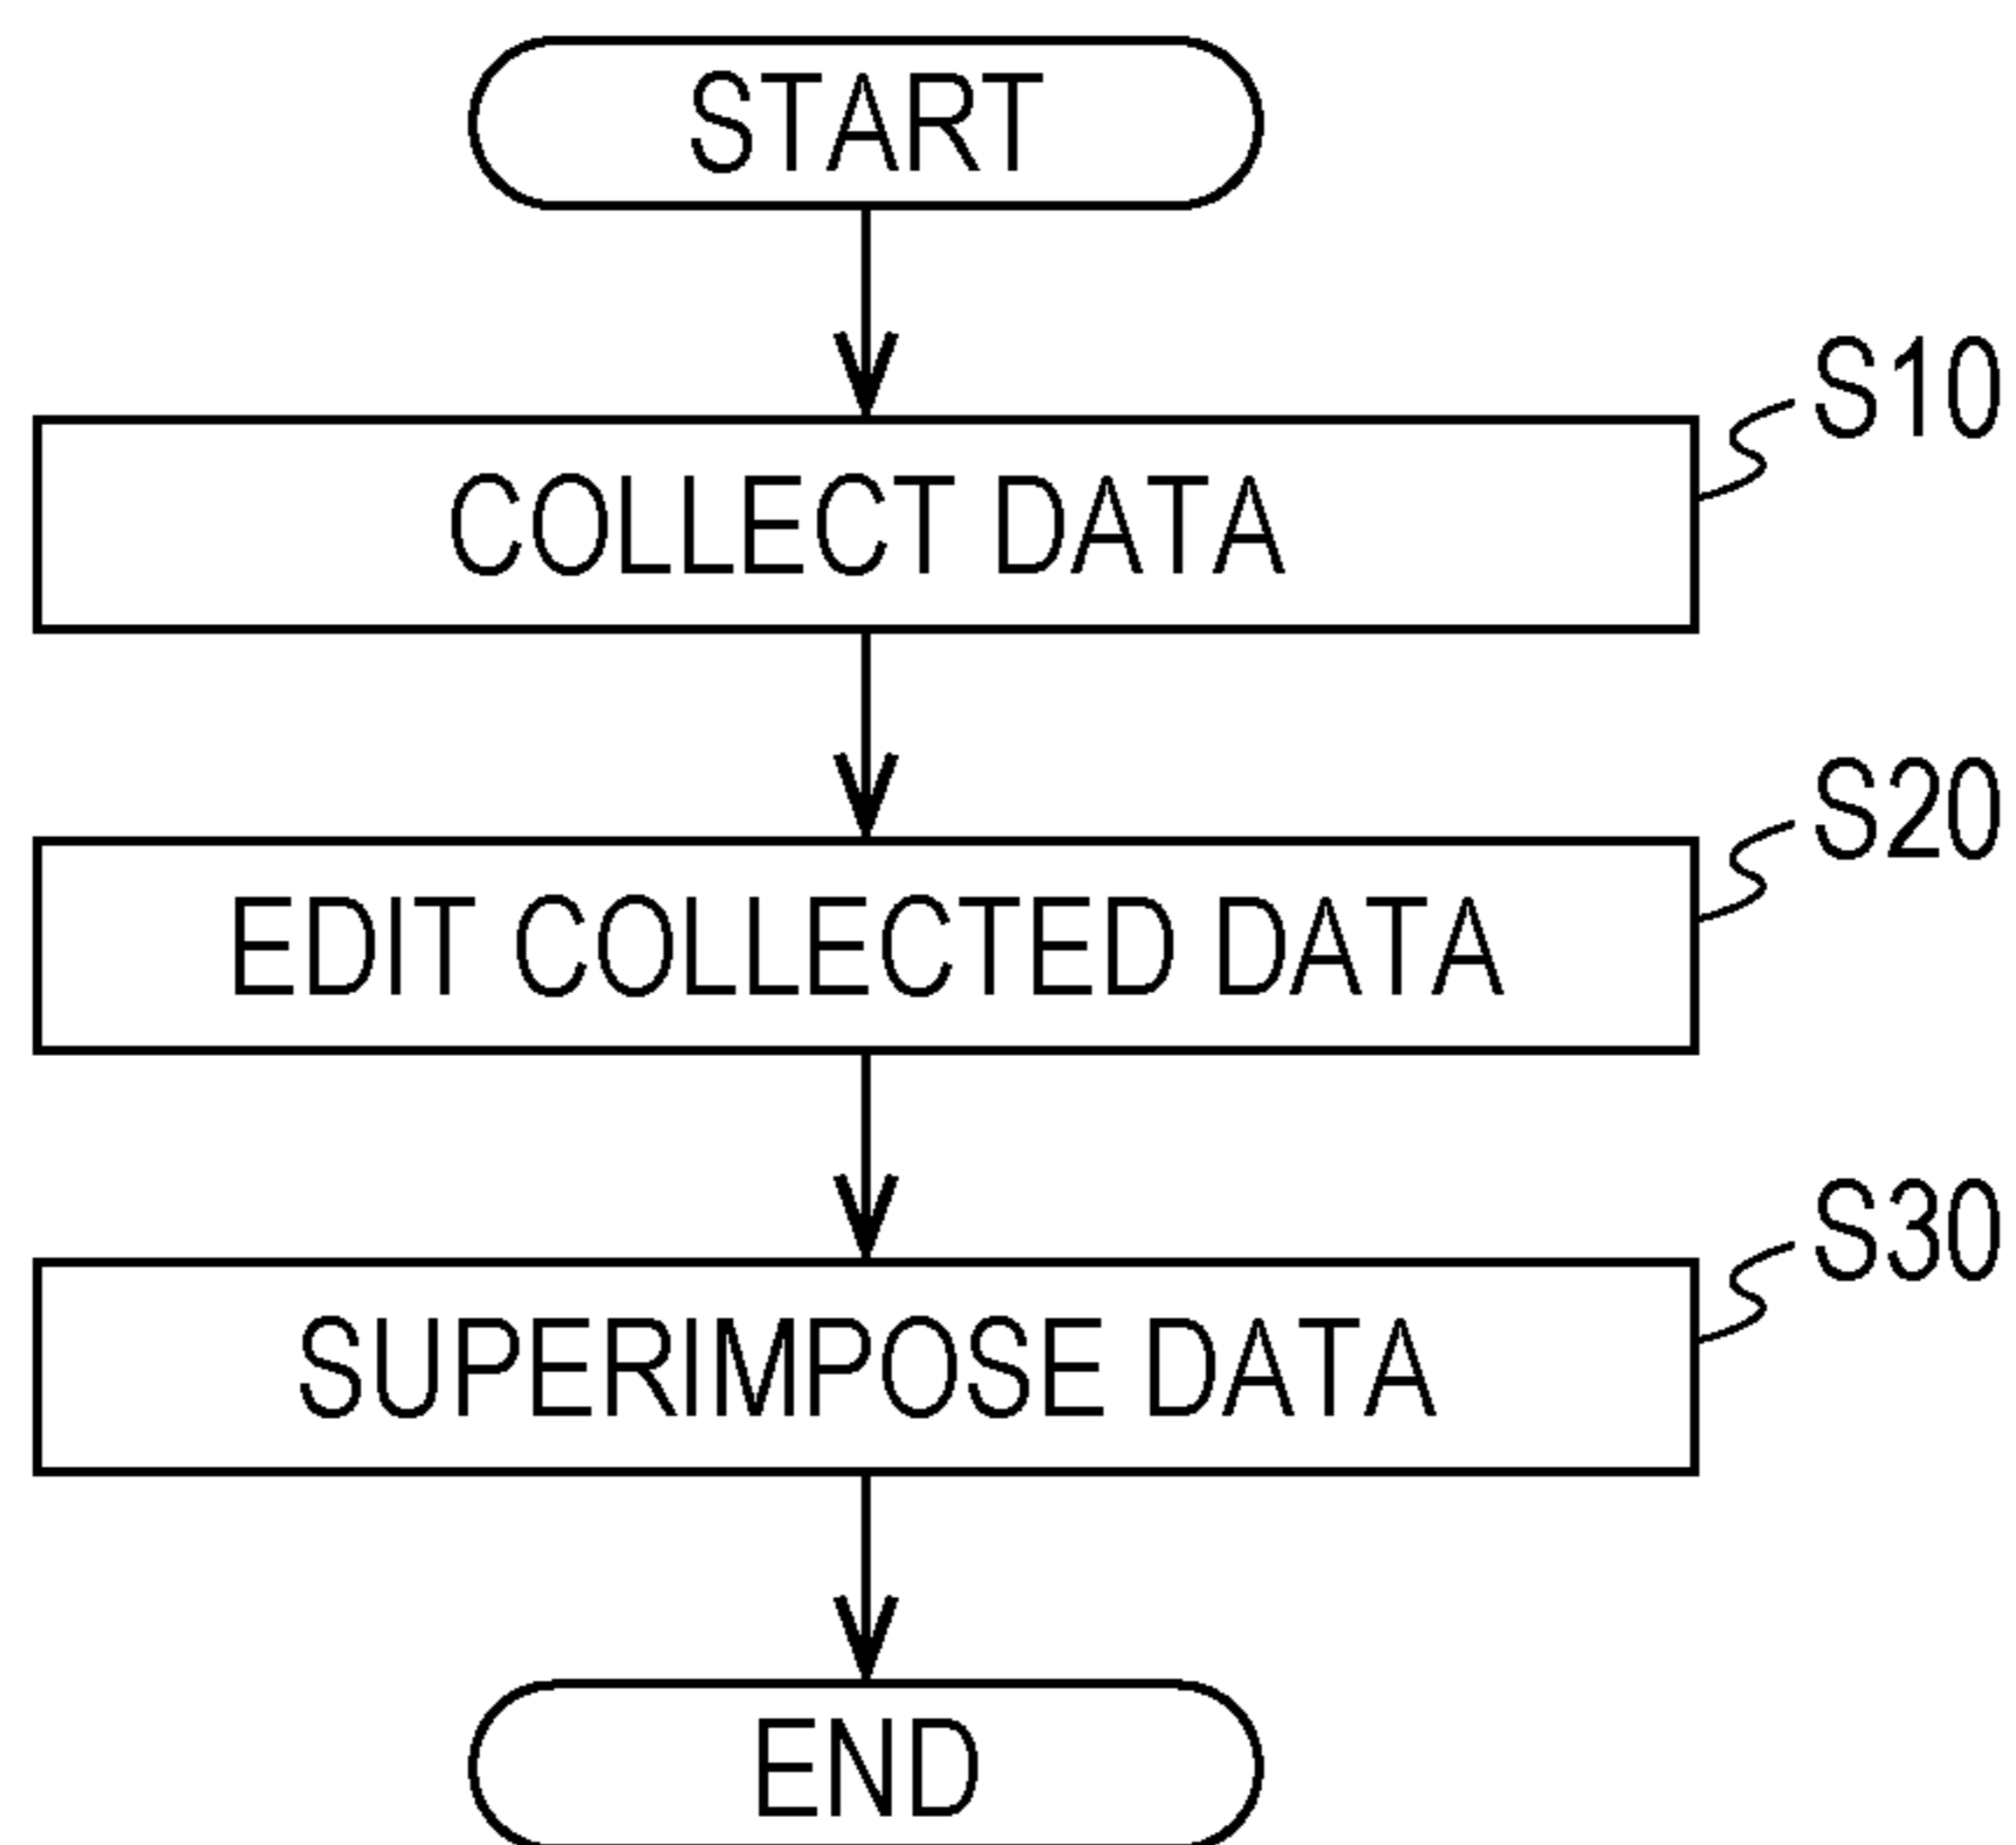 START
S10
COLLECT DATA
S20
EDIT COLLECTED DATA
S30
SUPERIMPOSE DATA
END